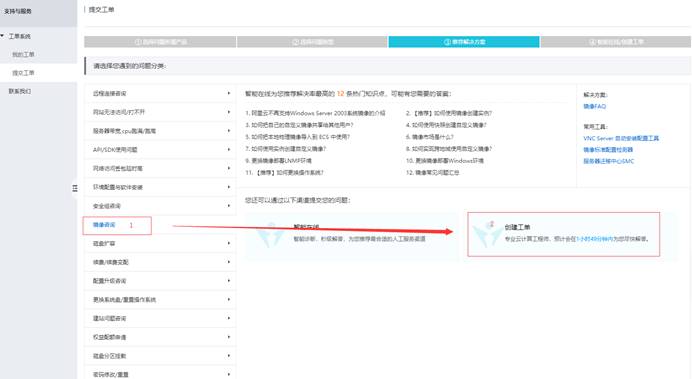 支持与服务
提交工单
工单系统
我的工单
提交工单
联系我们
① 选择问题所属产品
② 选择问题类型
③ 推荐解决方案
④ 智能在线/创建工单
请选择您遇到的问题分类:
远程连接咨询
网站无法访问/打不开
服务器带宽,cpu跑满/跑高
API/SDK使用问题
网络访问丢包延时高
环境配置与软件安装
安全组咨询
镜像咨询 1
磁盘扩容
续费/续费变配
配置升级咨询
更换系统盘/重置操作系统
建站问题咨询
权益配额申请
磁盘分区挂载
密码修改/重置
智能在线为您推荐解决率最高的 12 条热门知识点,可能有您需要的答案:
1. 阿里云不再支持Windows Server 2003系统镜像的介绍
2. 【推荐】如何使用镜像创建实例?
3. 如何把自己的自定义镜像共享给其他用户?
4. 如何使用快照创建自定义镜像?
5. 如何把本地物理镜像导入到 ECS 中使用?
6. 镜像市场是什么?
7. 如何使用实例创建自定义镜像?
8. 如何实现跨地域使用自定义镜像?
9. 更换镜像部署LNMP环境
10. 更换镜像部署Windows环境
11. 【推荐】如何更换操作系统?
12. 镜像常见问题汇总
您还可以通过以下渠道提交您的问题:
智能在线
智能诊断、秒级解答,为您推荐最合适的人工服务渠道
2
创建工单
专业云计算工程师,预计会在1小时49分钟内为您尽快解答。
解决方案:
镜像FAQ
常用工具:
VNC Server 自动安装配置工具
镜像标准配置检测器
服务器迁移中心SMC